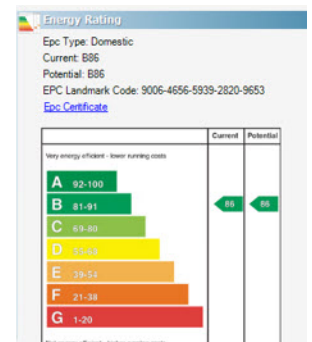 Energy Rating
Epc Type: Domestic
Current: B86
Potential: B86
EPC Landmark Code: 9006-4656-5939-2820-9653
Epc Certificate
Current Potential
Very energy efficient - lower running costs
A 92-100
B 81-91 86 86
C 69-80
D
E 39-54
F 21-38
G 1-20